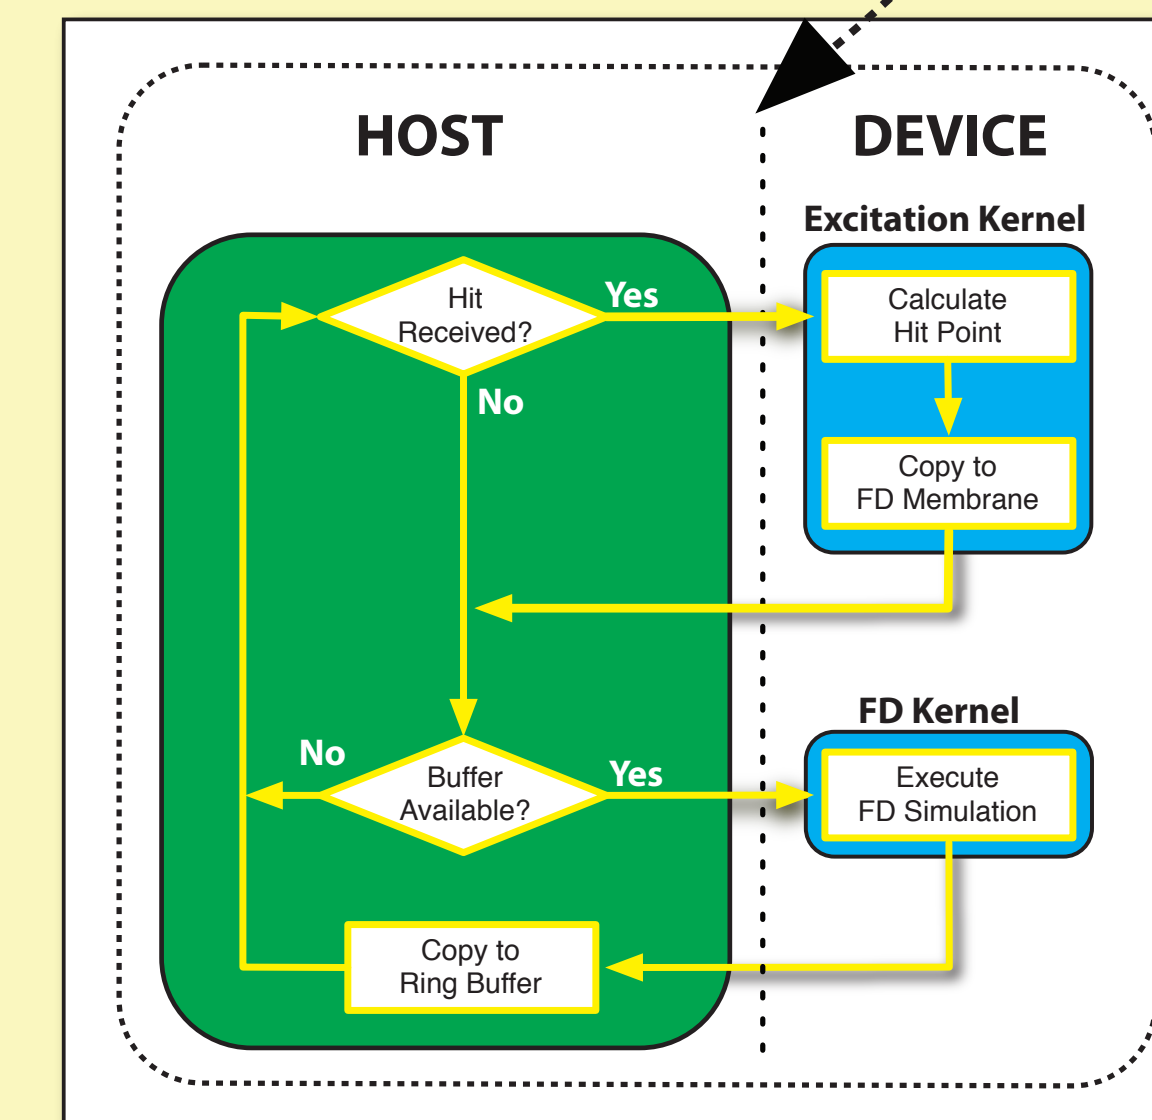 HOST
DEVICE
Excitation Kernel
Hit
Received?
Yes
No
Calculate
Hit Point
Copy to
FD Membrane
FD Kernel
No
Buffer
Available?
Yes
Execute
FD Simulation
Copy to
Ring Buffer